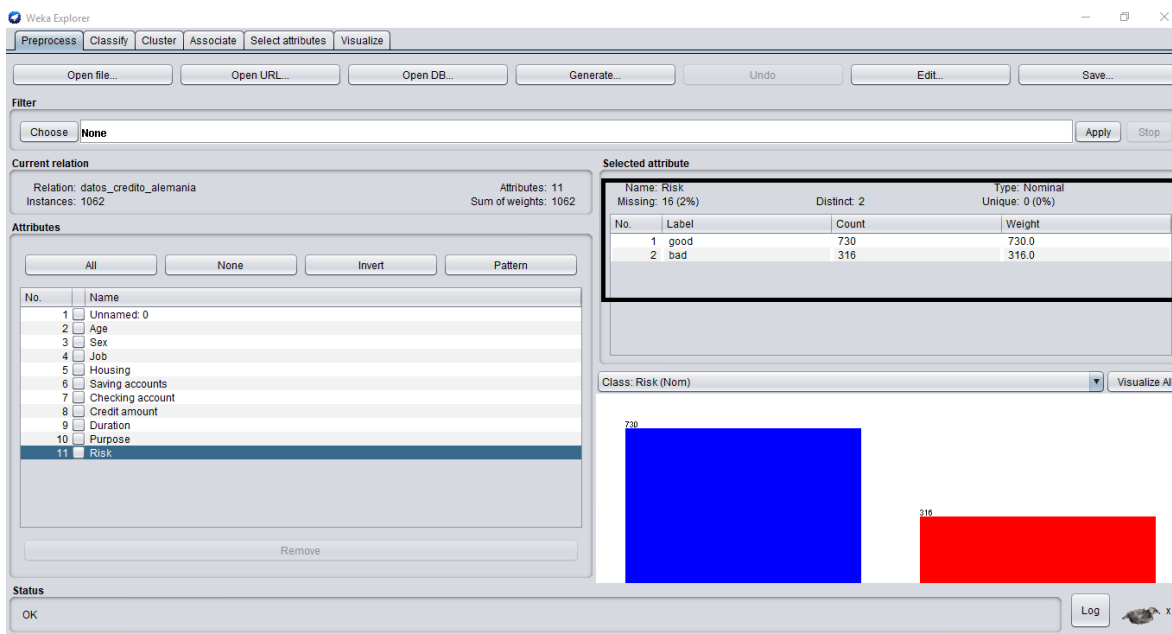 Weka Explorer
Preprocess Classify Cluster Associate Select attributes Visualize
Open file... Open URL... Open DB... Generate... Undo Edit... Save...
Filter
Choose None Apply Stop
Current relation
Relation: datos_credito_alemania Attributes: 11
Instances: 1062 Sum of weights: 1062
Attributes
All None Invert Pattern
No. Name
1 Unnamed: 0
2 Age
3 Sex
4 Job
5 Housing
6 Saving accounts
7 Checking account
8 Credit amount
9 Duration
10 Purpose
11 Risk
Remove
Selected attribute
Name: Risk Type: Nominal
Missing: 16 (2%) Distinct: 2 Unique: 0 (0%)
No. Label Count Weight
1 good 730 730.0
2 bad 316 316.0
Class: Risk (Nom) Visualize Al
730
316
Status
OK Log x